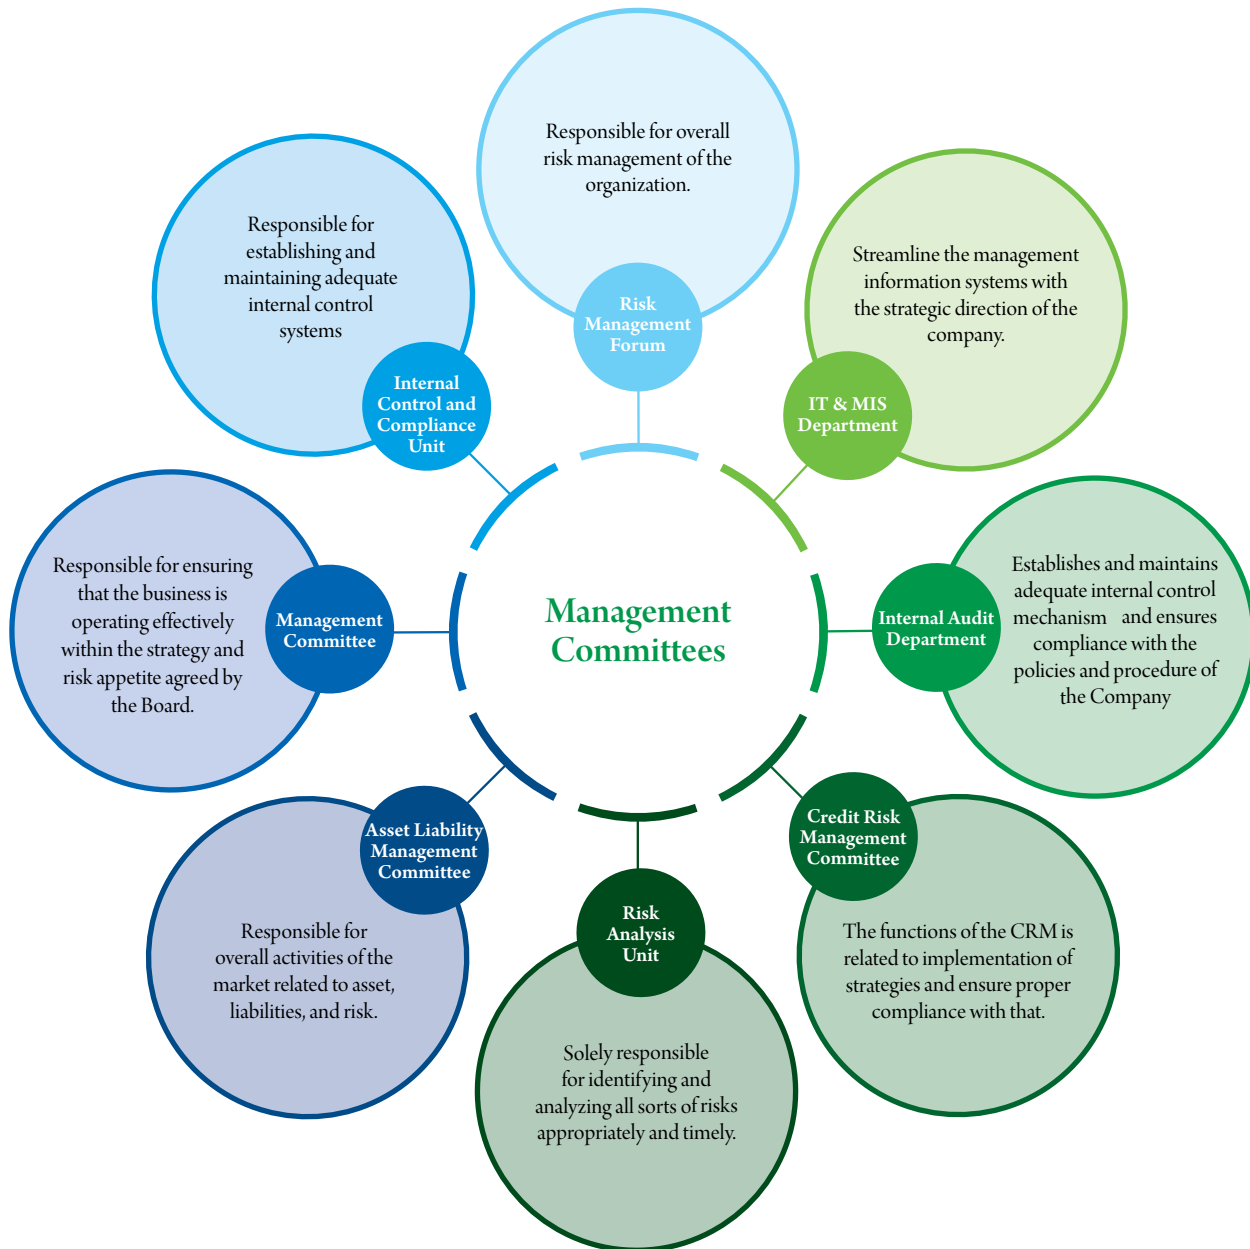 Responsible for overall
risk management of the
organization.
Risk
Management
Forum
Streamline the management
information systems with
the strategic direction of the
company.
IT & MIS
Department
Establishes and maintains
adequate internal control
mechanism and ensures
compliance with the
policies and procedure of
the Company
Internal Audit
Department
Credit Risk
Management
Committee
The functions of the CRM is
related to implementation of
strategies and ensure proper
compliance with that.
Risk
Analysis
Unit
Solely responsible
for identifying and
analyzing all sorts of risks
appropriately and timely.
Asset Liability
Management
Committee
Responsible for
overall activities of the
market related to asset,
liabilities, and risk.
Responsible for ensuring
that the business is
operating effectively
within the strategy and
risk appetite agreed by
the Board.
Management
Committee
Responsible for
establishing and
maintaining adequate
internal control
systems
Internal
Control and
Compliance
Unit
Management
Committees